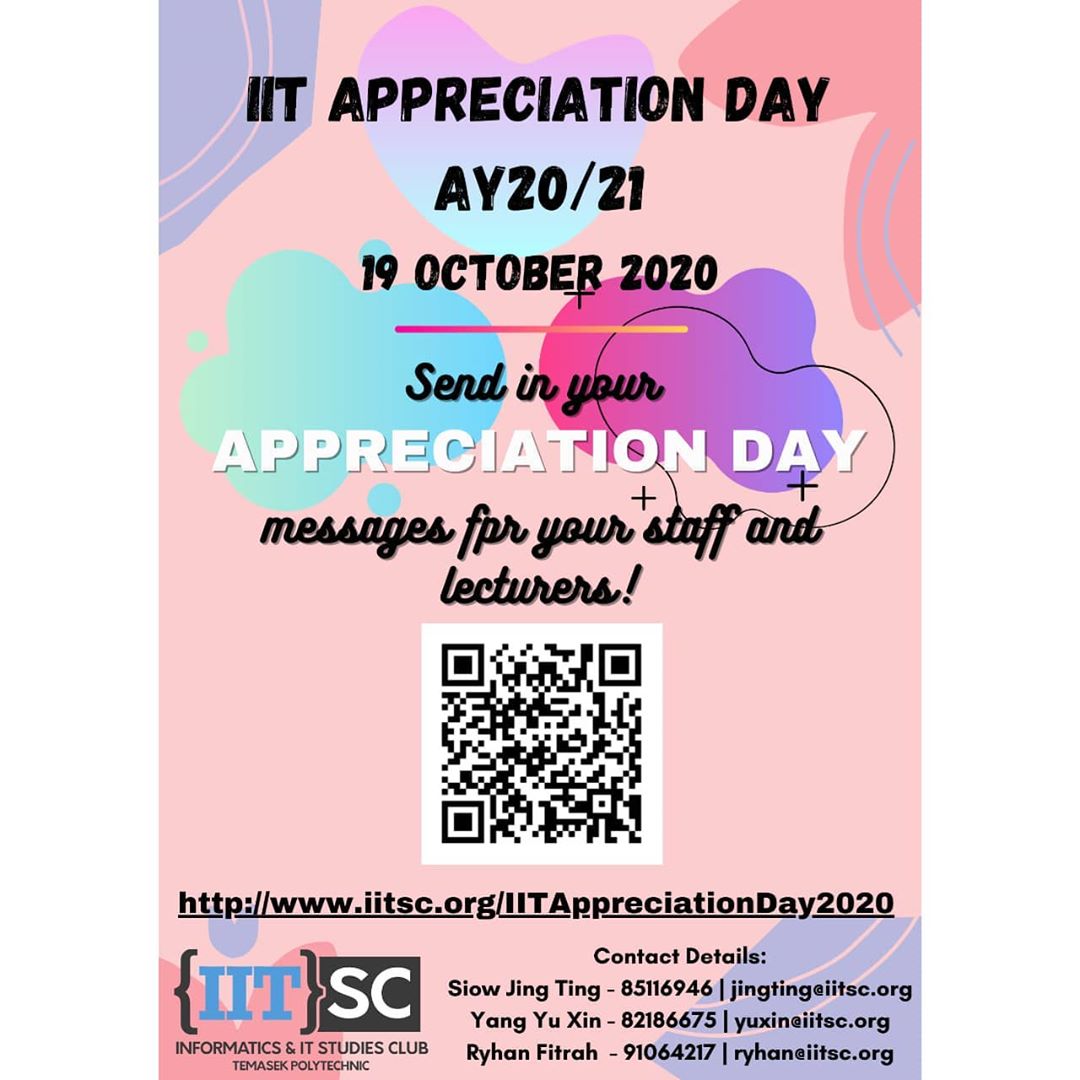 IIT APPRECIATION DAY
AY20/21
19 OCTOBER 2020
Send in your
APPRECIATION DAY
messages fpr your staff and
lecturers!
http://www.iitsc.org/IITAppreciationDay2020
{IIT}SC
INFORMATICS & IT STUDIES CLUB
TEMASEK POLYTECHNIC
Contact Details:
Siow Jing Ting - 85116946 | jingting@iitsc.org
Yang Yu Xin - 82186675 | yuxin@iitsc.org
Ryhan Fitrah - 91064217 | ryhan@iitsc.org